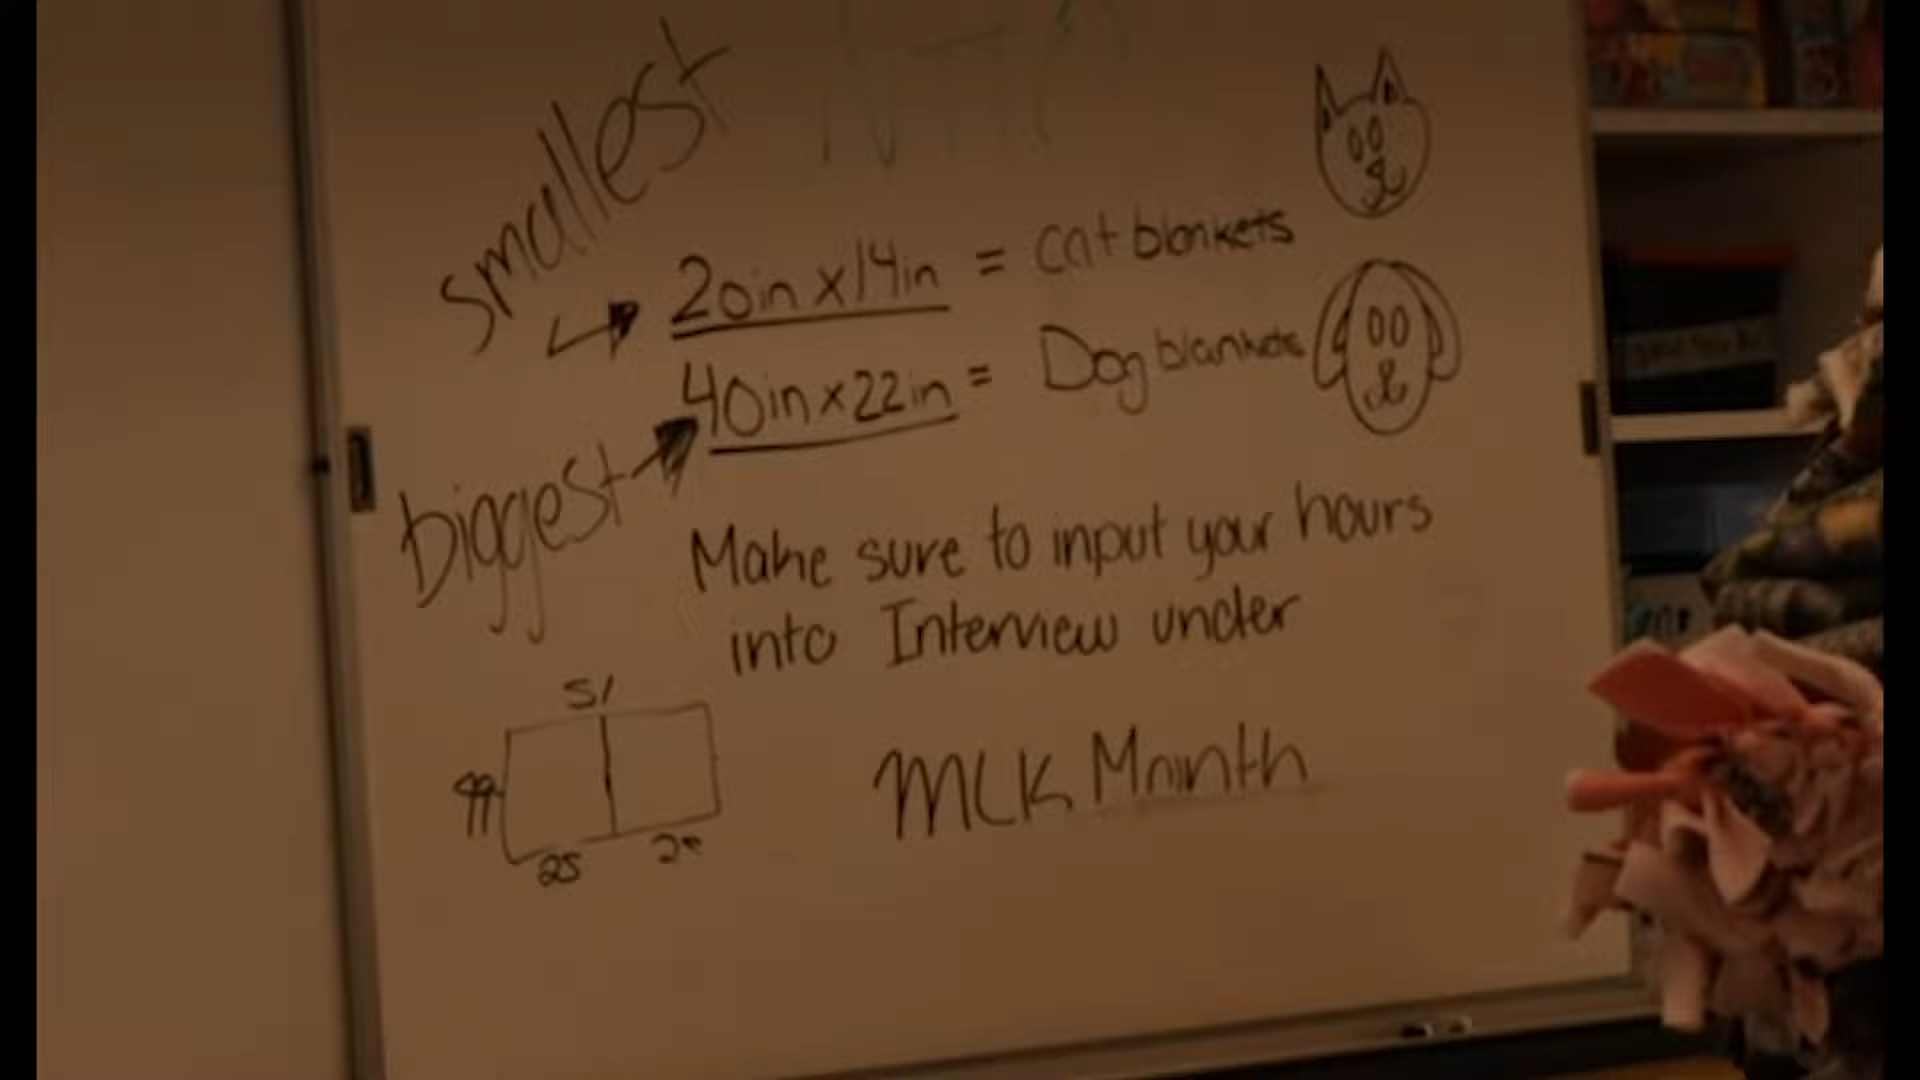 smallest
20in x 14in = cat blankets
40in x 22in = Dog blankets
biggest
Make sure to input your hours
into Interview under
51
25
MLK Month